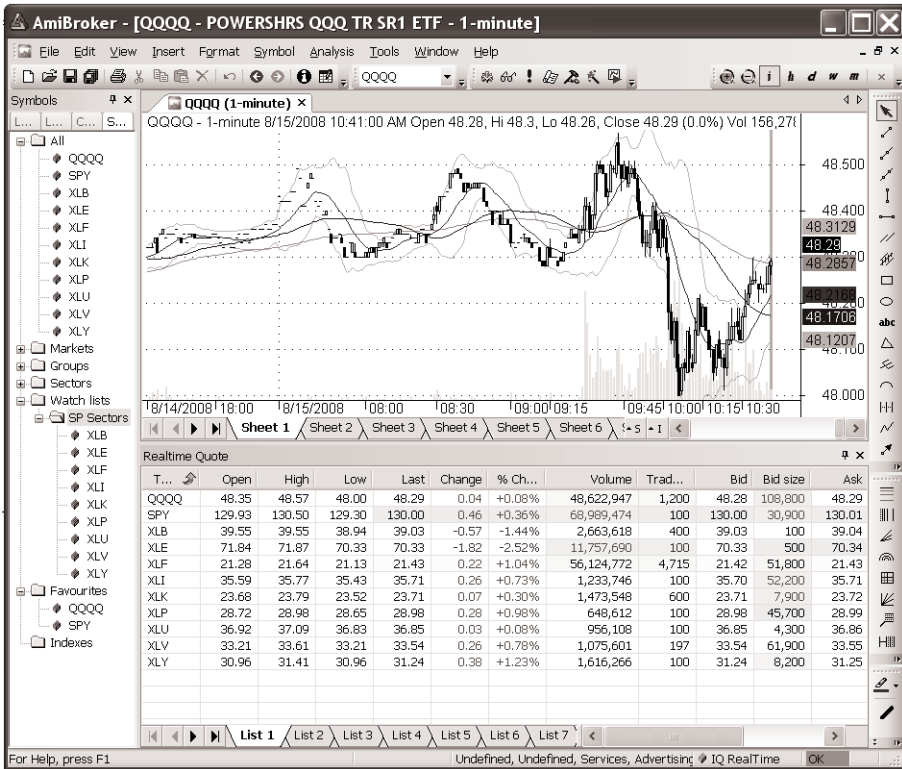 AmiBroker - [QQQQ - POWERSHRS QQQ TR SR1 ETF - 1-minute]
File Edit View Insert Format Symbol Analysis Tools Window Help
QQQQ i h d w m
Symbols
L... L... C... S...
All
QQQQ
SPY
XLB
XLE
XLF
XLI
XLK
XLP
XLU
XLV
XLY
Markets
Groups
Sectors
Watch lists
SP Sectors
XLB
XLE
XLF
XLI
XLK
XLP
XLU
XLV
XLY
Favourites
QQQQ
SPY
Indexes
QQQQ (1-minute)
QQQQ - 1-minute 8/15/2008 10:41:00 AM Open 48.28, Hi 48.3, Lo 48.26, Close 48.29 (0.0%) Vol 156,27
48.500
48.400
48.3129
48.29
48.2857
48.2168
48.200
48.1706
48.1207
48.100
48.000
8/14/2008 18:00 8/15/2008 08:00 08:30 09:00 09:15 09:45 10:00 10:15 10:30
Sheet 1 Sheet 2 Sheet 3 Sheet 4 Sheet 5 Sheet 6 S I
abc
Realtime Quote
T... Open High Low Last Change % Ch... Volume Trad... Bid Bid size Ask
QQQQ 48.35 48.57 48.00 48.29 0.04 +0.08% 48,622,947 1,200 48.28 108,800 48.29
SPY 129.93 130.50 129.30 130.00 0.46 +0.36% 68,989,474 100 130.00 30,900 130.01
XLB 39.55 39.55 38.94 39.03 -0.57 -1.44% 2,663,618 400 39.03 100 39.04
XLE 71.84 71.87 70.33 70.33 -1.82 -2.52% 11,757,690 100 70.33 500 70.34
XLF 21.28 21.64 21.13 21.43 0.22 +1.04% 56,124,772 4,715 21.42 51,800 21.43
XLI 35.59 35.77 35.43 35.71 0.26 +0.73% 1,233,746 100 35.70 52,200 35.71
XLK 23.68 23.79 23.52 23.71 0.07 +0.30% 1,473,548 600 23.71 7,900 23.72
XLP 28.72 28.98 28.65 28.98 0.28 +0.98% 648,612 100 28.98 45,700 28.99
XLU 36.92 37.09 36.83 36.85 0.03 +0.08% 956,108 100 36.85 4,300 36.86
XLV 33.21 33.61 33.21 33.54 0.26 +0.78% 1,075,601 197 33.54 61,900 33.55
XLY 30.96 31.41 30.96 31.24 0.38 +1.23% 1,616,266 100 31.24 8,200 31.25
List 1 List 2 List 3 List 4 List 5 List 6 List 7
For Help, press F1 Undefined, Undefined, Services, Advertising IQ RealTime OK